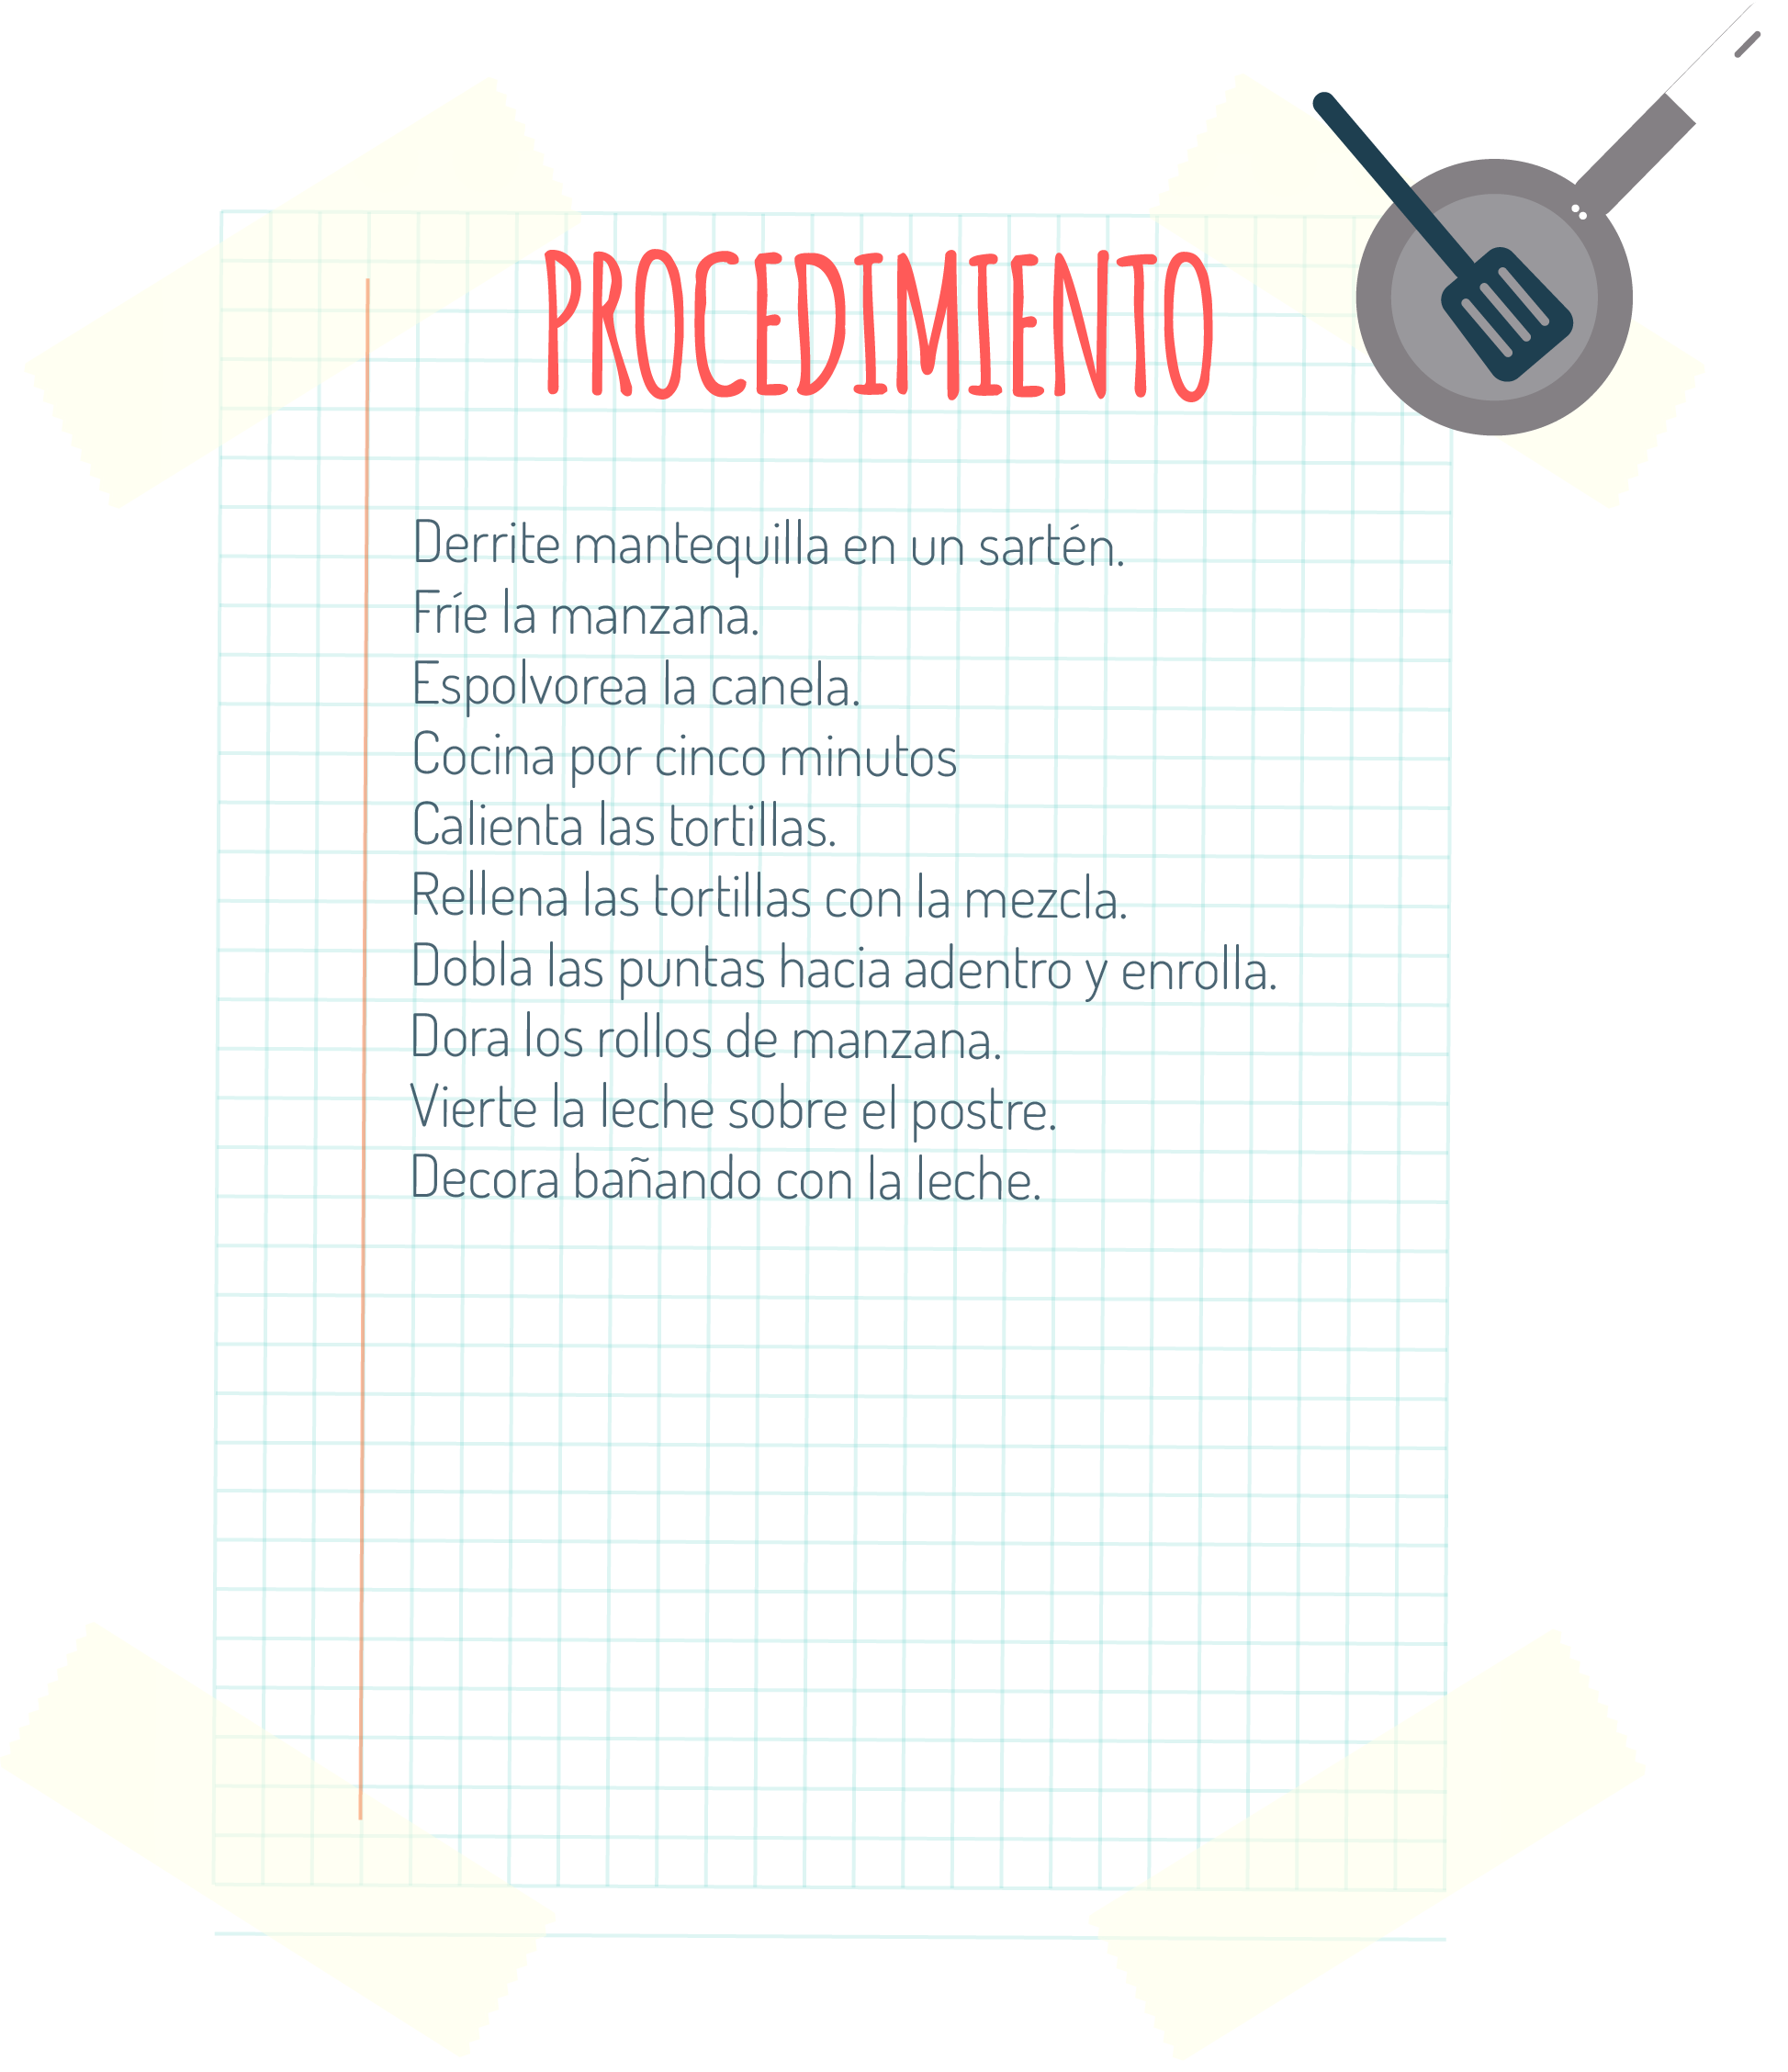 PROCEDIMIENTO
Derrite mantequilla en un sartén.
Fríe la manzana.
Espolvorea la canela.
Cocina por cinco minutos
Calienta las tortillas.
Rellena las tortillas con la mezcla.
Dobla las puntas hacia adentro y enrolla.
Dora los rollos de manzana.
Vierte la leche sobre el postre.
Decora bañando con la leche.